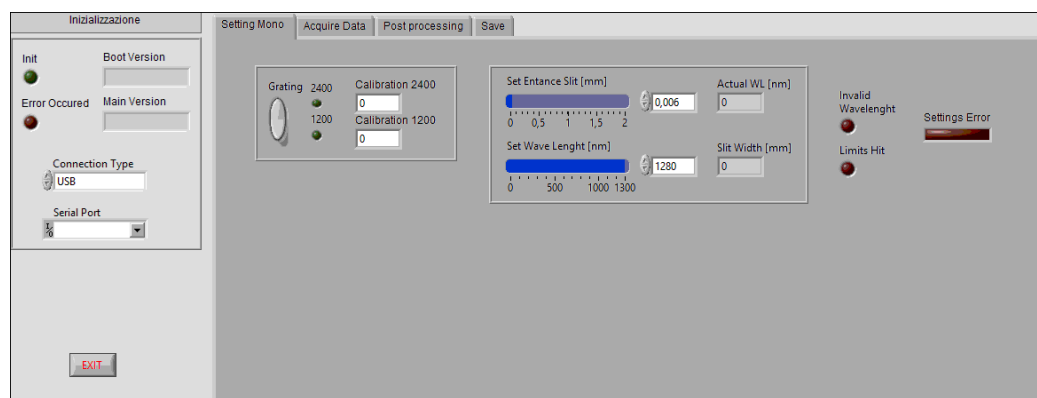 Inizializzazione
Setting Mono Acquire Data Post processing Save
Init Boot Version
Error Occured Main Version
Connection Type
USB
Serial Port
EXIT
Grating 2400 Calibration 2400
0
1200 Calibration 1200
0
Set Entance Slit [mm] Actual WL [nm]
0,006 0
0 0,5 1 1,5 2
Set Wave Lenght [nm] Slit Width [mm]
1280 0
0 500 1000 1300
Invalid
Wavelenght
Limits Hit
Settings Error